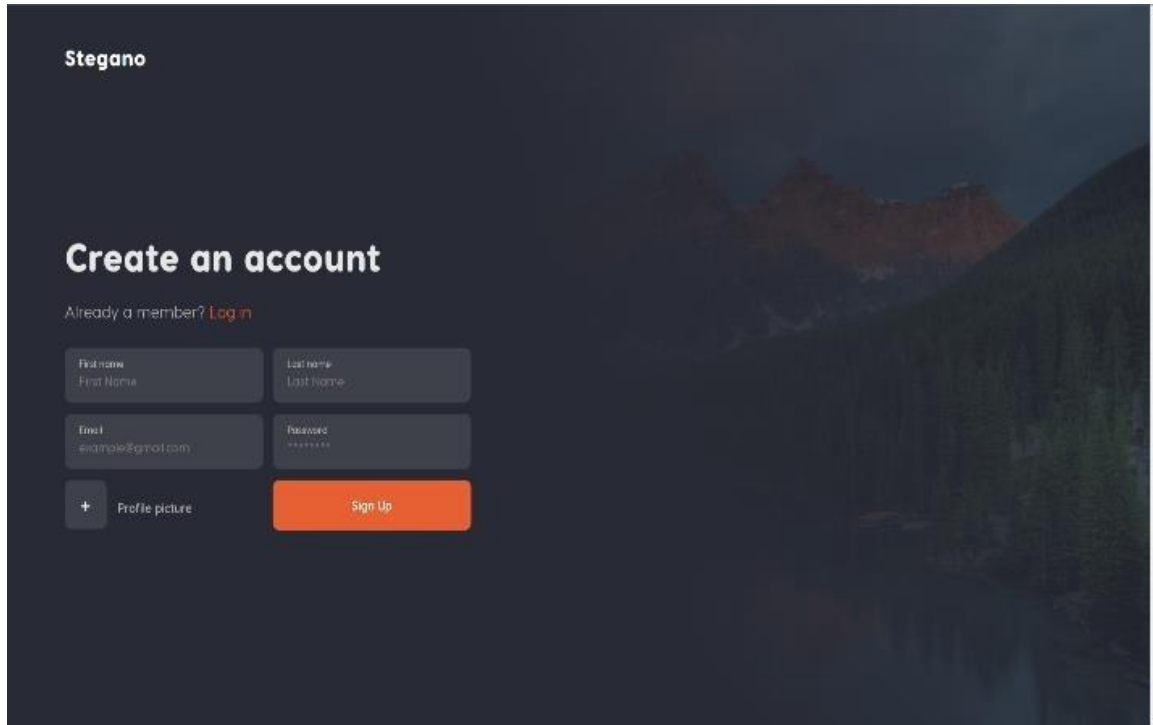 Stegano
Create an account
Already a member? Log in
First name Last name
First Name Last Name
Email Password
example@gmail.com ********
+ Profile picture Sign Up